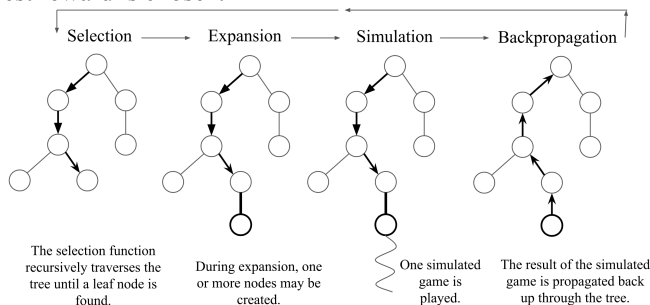 Selection
Expansion
Simulation
Backpropagation
The selection function
recursively traverses the
tree until a leaf node is
found.
During expansion, one
or more nodes may be
created.
One simulated
game is
played.
The result of the simulated
game is propagated back
up through the tree.